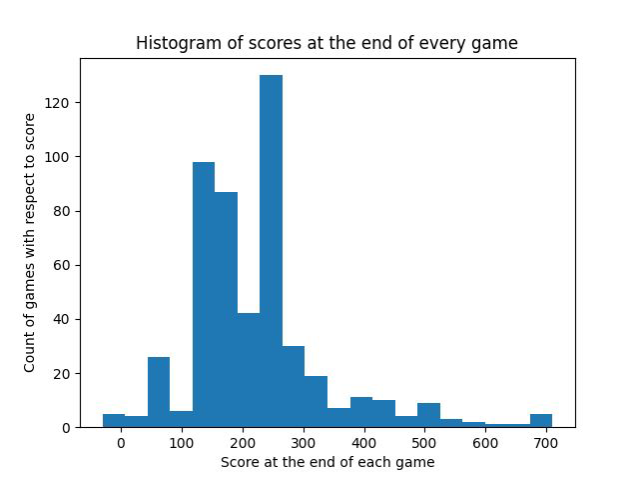 Histogram of scores at the end of every game
Count of games with respect to score
120
100
80
60
40
20
0
0 100 200 300 400 500 600 700
Score at the end of each game